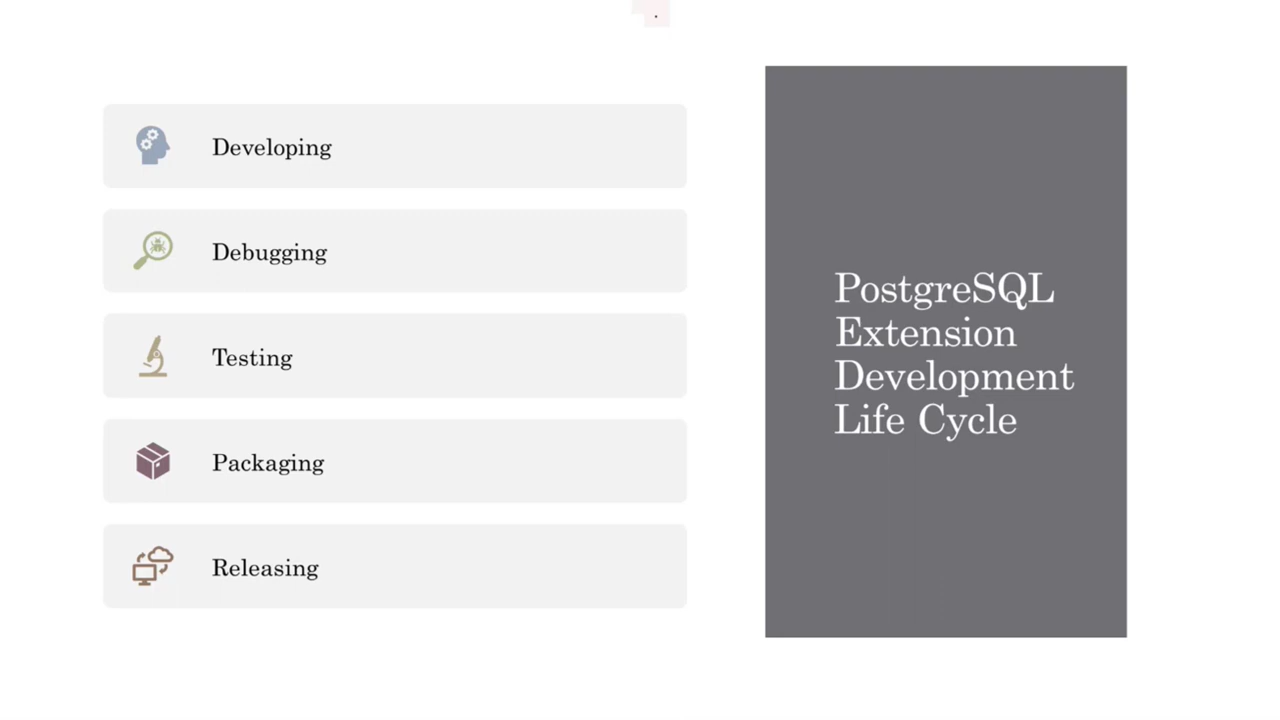 Developing
Debugging
Testing
Packaging
Releasing
PostgreSQL
Extension
Development
Life Cycle